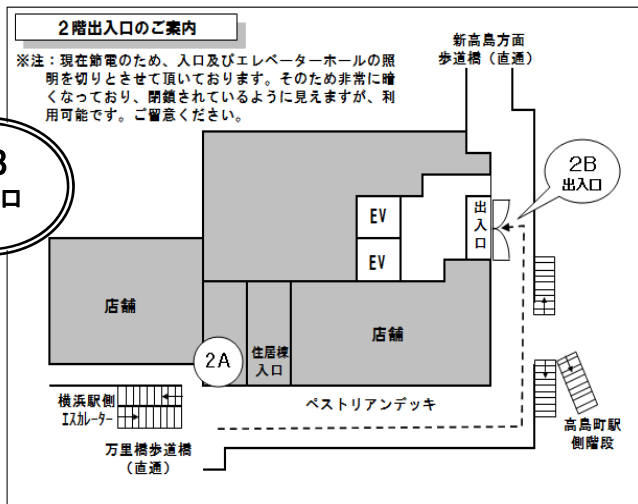 2階出入口のご案内
※注：現在節電のため、入口及びエレベーターホールの照
明を切りとさせて頂いております。そのため非常に暗
くなっており、閉鎖されているように見えますが、利
用可能です。ご留意ください。
新高島方面
歩道橋（直通）
2B
出入口
口
EV
EV
出入口
店舗
2A
住居棟
入口
店舗
横浜駅側
エスカレーター
ペストリアンデッキ
万里橋歩道橋
（直通）
高島町駅
側階段